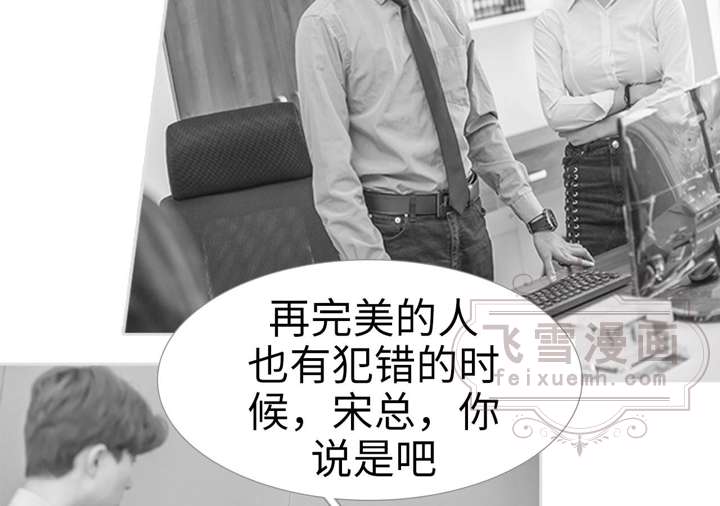 再完美的人
也有犯错的时
候，宋总，你
说是吧
飞雪漫画
feixuemh.com